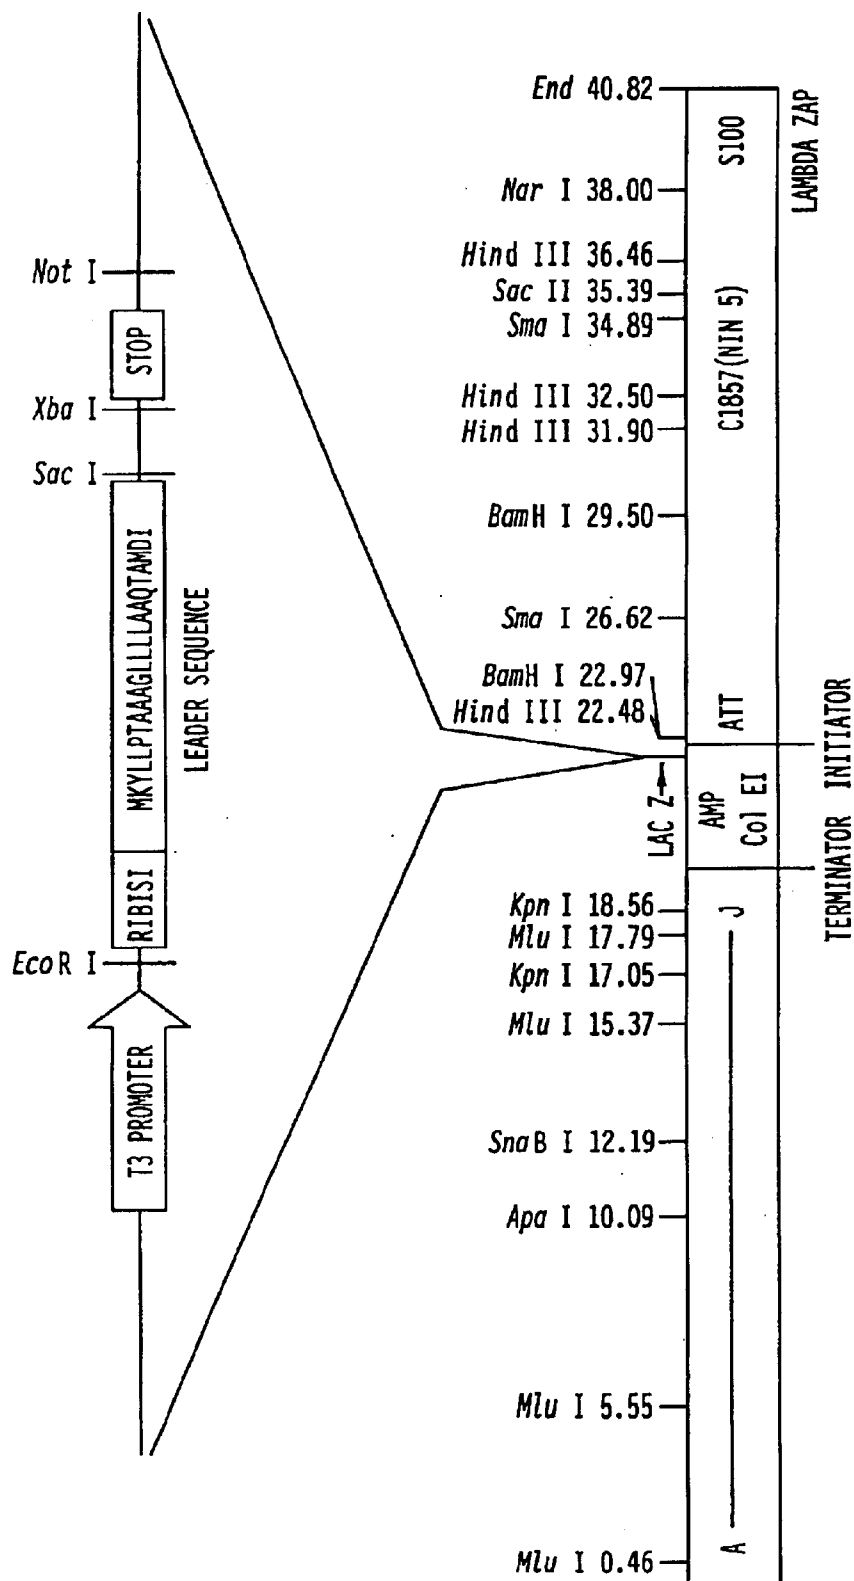 Not I
STOP
Xba I
Sac I
MKYLLPTAAAGLLLLAAQTAMDI
LEADER SEQUENCE
RIBISI
EcoR I
T3 PROMOTER
End 40.82
Nar I 38.00
Hind III 36.46
Sac II 35.39
Sma I 34.89
Hind III 32.50
Hind III 31.90
BamH I 29.50
Sma I 26.62
BamH I 22.97
Hind III 22.48
LAC Z
Kpn I 18.56
Mlu I 17.79
Kpn I 17.05
Mlu I 15.37
SnaB I 12.19
Apa I 10.09
Mlu I 5.55
Mlu I 0.46
S100
C1857(NIN 5)
ATT
AMP
Col EI
J
A
LAMBDA ZAP
INITIATOR
TERMINATOR